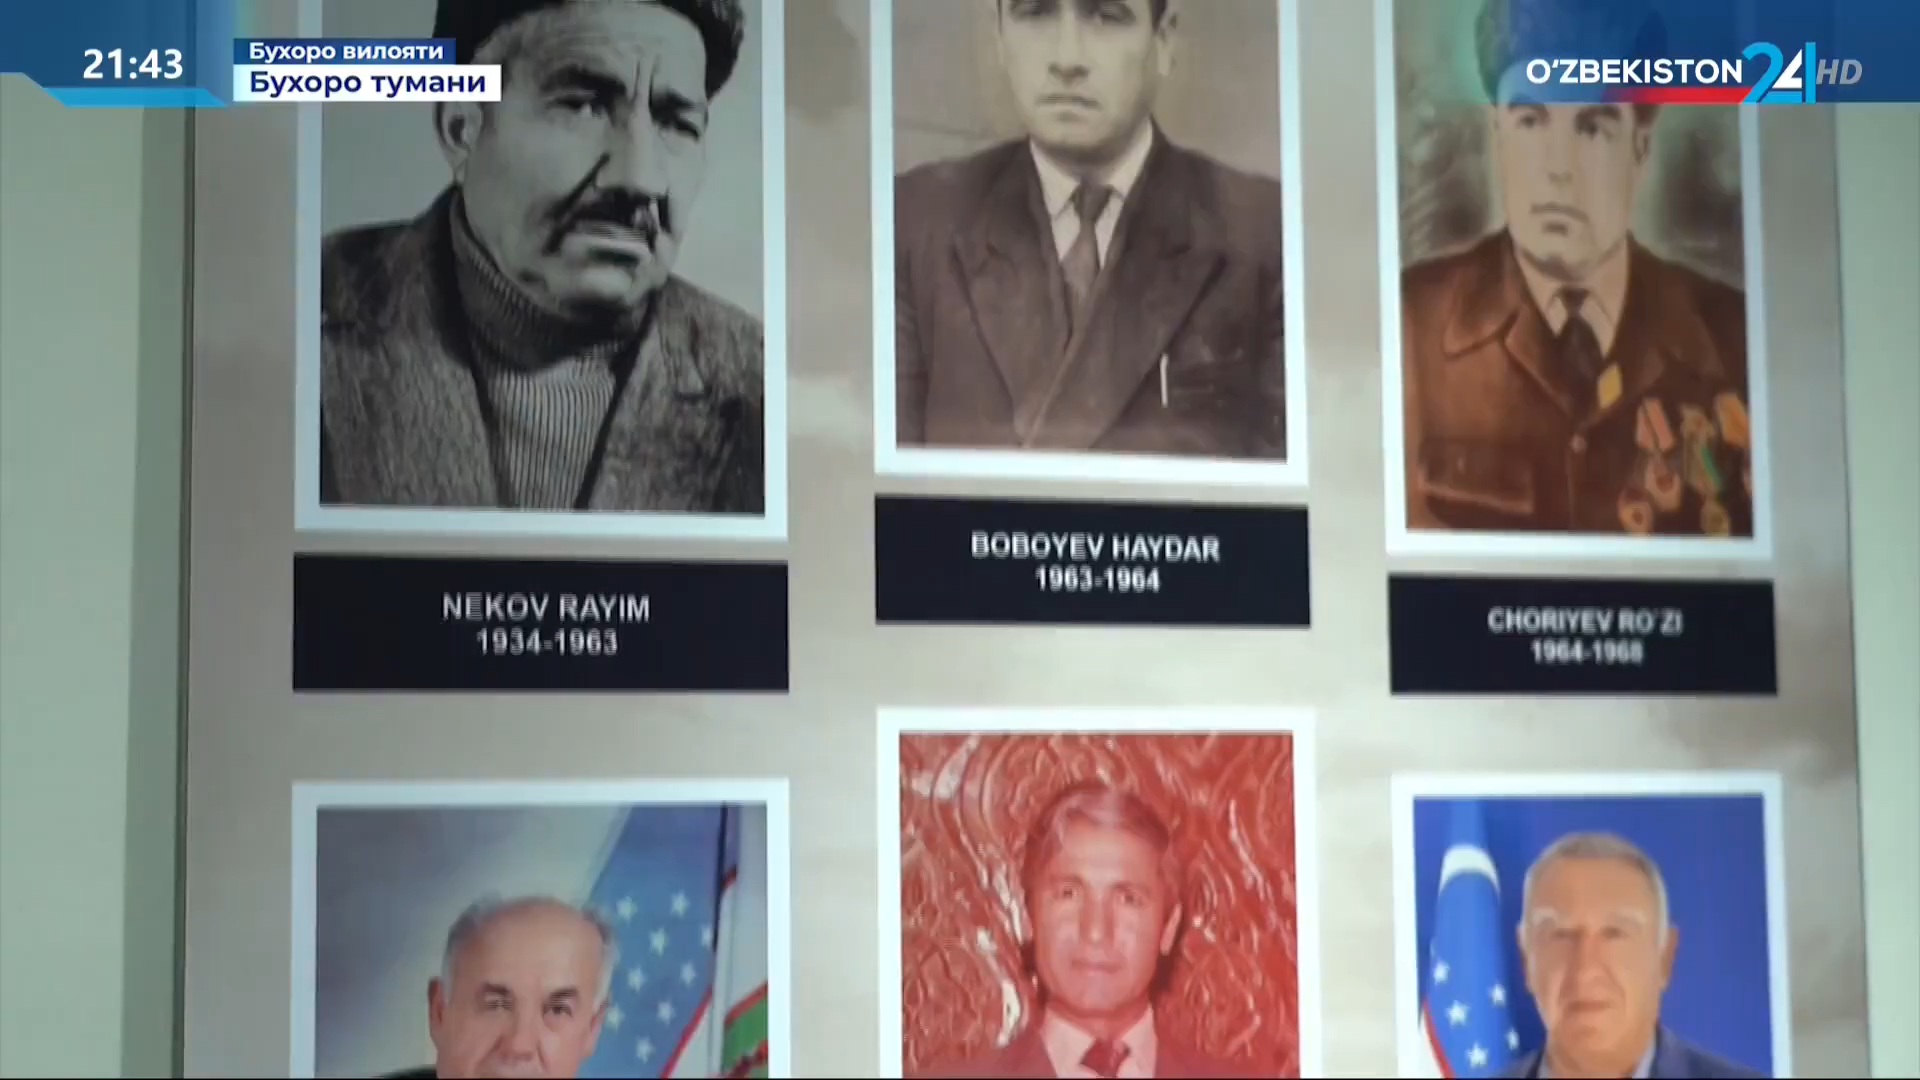 21:43
Бухоро вилояти
Бухоро тумани
O‘ZBEKISTON 24 HD
NEKOV RAYIM
1934-1963
BOBOYEV HAYDAR
1963-1964
CHORIYEV RO`ZI
1964-1968